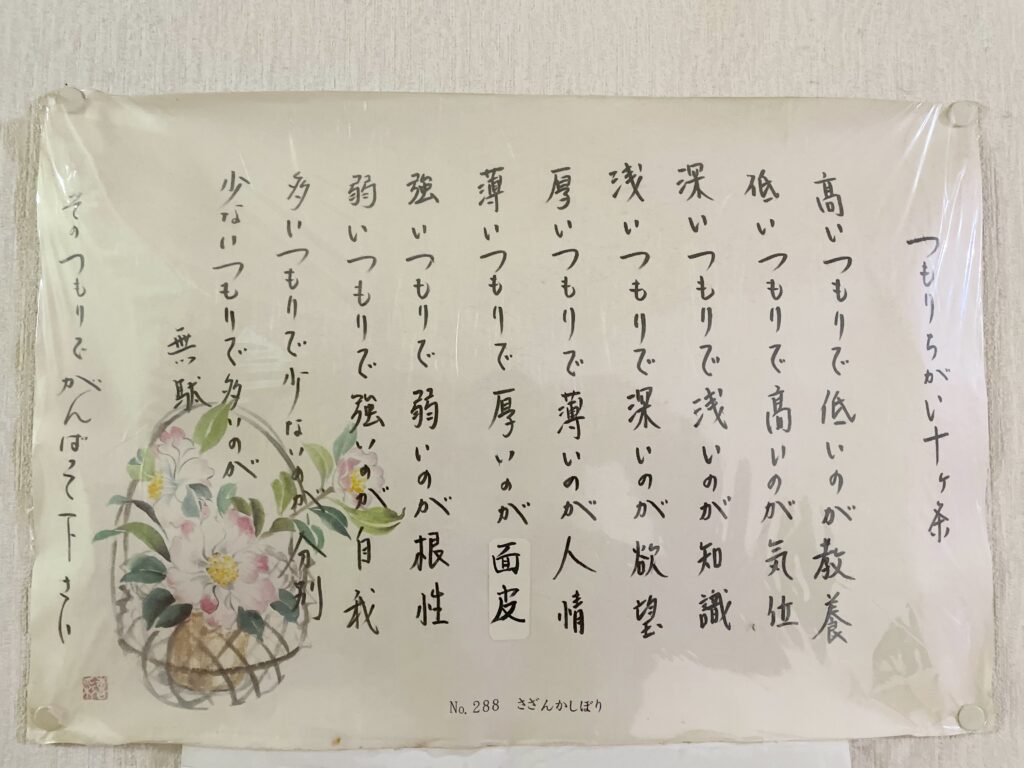 つもりちがい十ヶ条
高いつもりで低いのが教養
低いつもりで高いのが気位
深いつもりで浅いのが知識
浅いつもりで深いのが欲望
厚いつもりで薄いのが人情
薄いつもりで厚いのが面皮
強いつもりで弱いのが根性
弱いつもりで強いのが自我
多いつもりで少ないのが分別
少ないつもりで多いのが
無駄
そのつもりでがんばって下さい
No. 288 さざんかしぼり